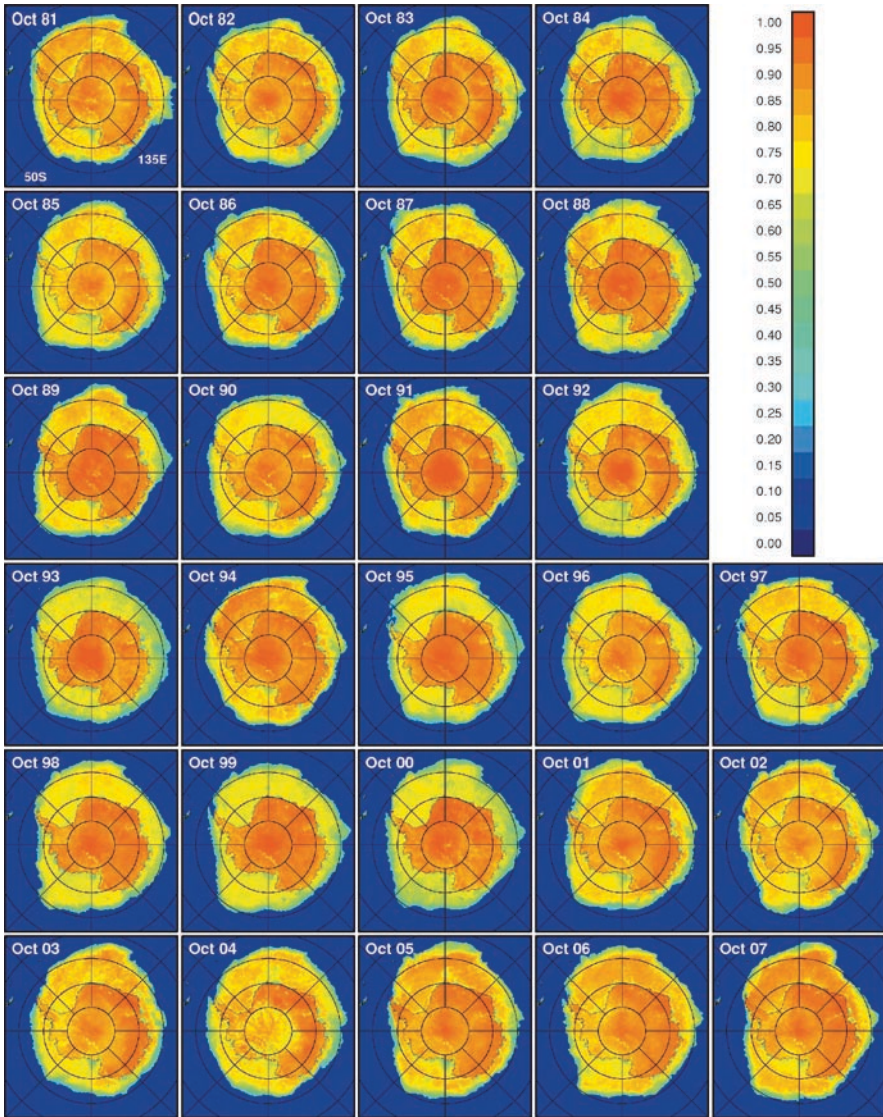 Oct 81
Oct 82
Oct 83
Oct 84
135E
50S
Oct 85
Oct 86
Oct 87
Oct 88
Oct 89
Oct 90
Oct 91
Oct 92
Oct 93
Oct 94
Oct 95
Oct 96
Oct 97
Oct 98
Oct 99
Oct 00
Oct 01
Oct 02
Oct 03
Oct 04
Oct 05
Oct 06
Oct 07
1.00
0.95
0.90
0.85
0.80
0.75
0.70
0.65
0.60
0.55
0.50
0.45
0.40
0.35
0.30
0.25
0.20
0.15
0.10
0.05
0.00